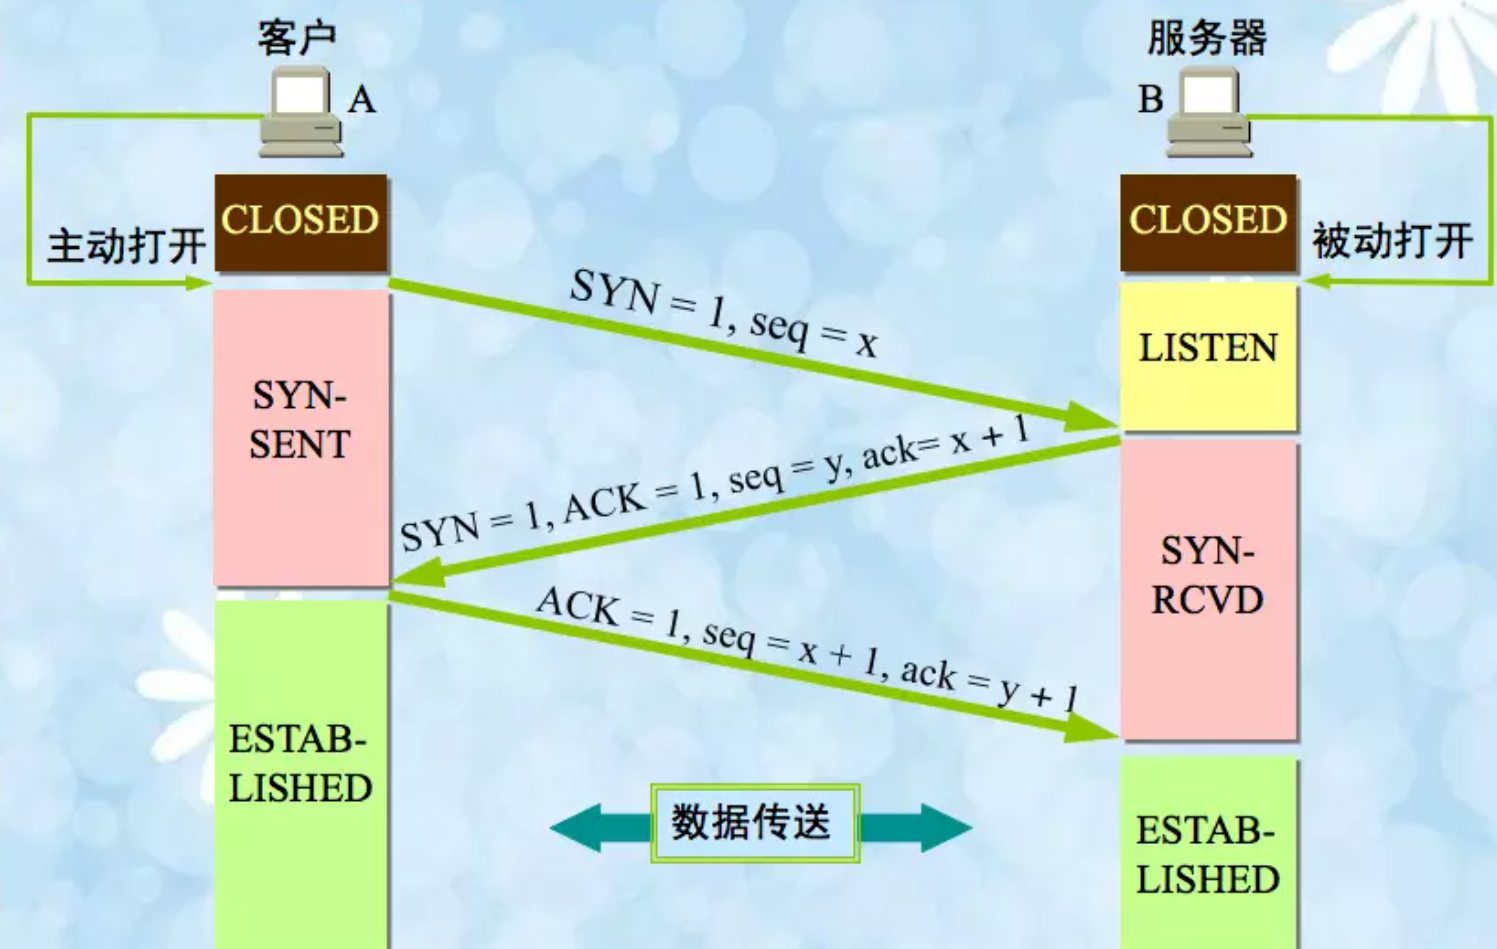 客户
服务器
A
B
CLOSED
CLOSED
主动打开
被动打开
SYN = 1, seq = x
LISTEN
SYN-
SENT
SYN = 1, ACK = 1, seq = y, ack= x + 1
SYN-
RCVD
ACK = 1, seq = x + 1, ack = y + 1
ESTAB-
LISHED
数据传送
ESTAB-
LISHED